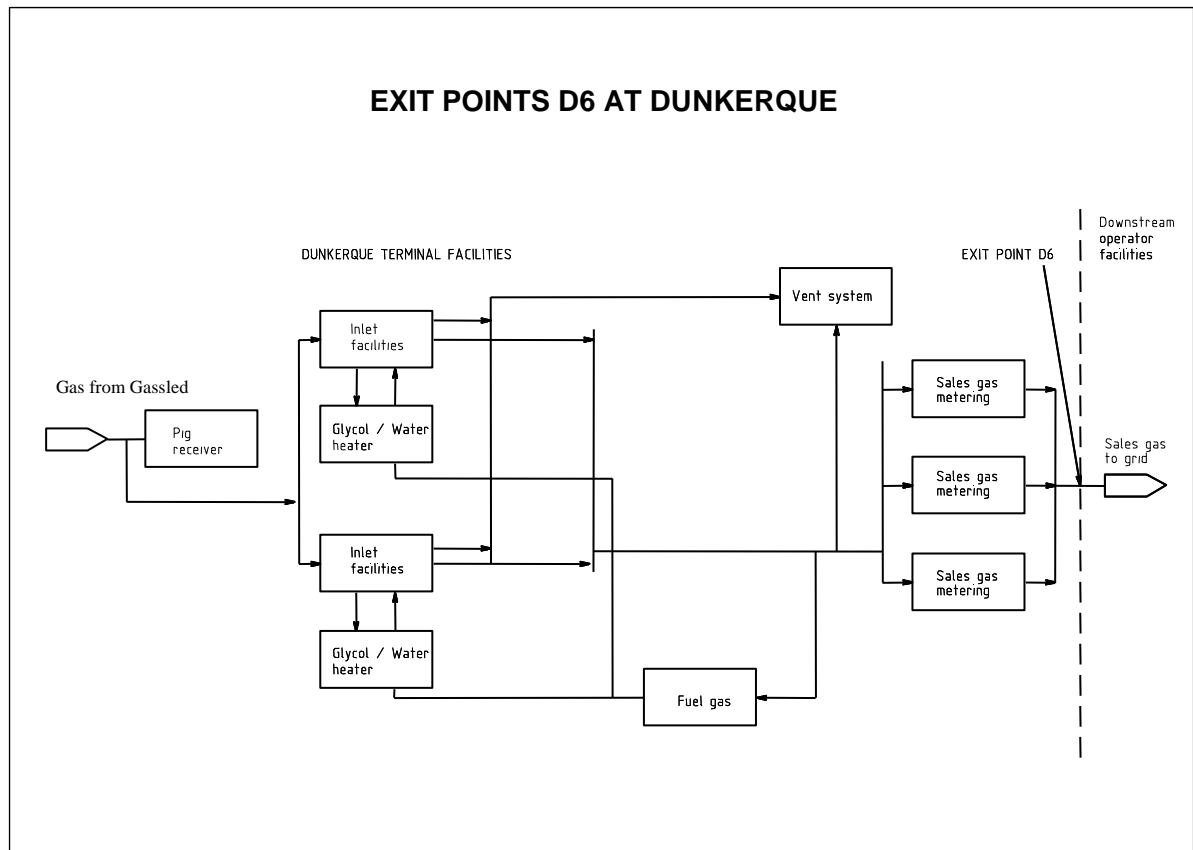 EXIT POINTS D6 AT DUNKERQUE
Downstream
operator
facilities
DUNKERQUE TERMINAL FACILITIES
EXIT POINT D6
Vent system
Inlet
facilities
Gas from Gassled
Pig
receiver
Glycol / Water
heater
Sales gas
metering
Sales gas
metering
Sales gas
to grid
Inlet
facilities
Sales gas
metering
Glycol / Water
heater
Fuel gas